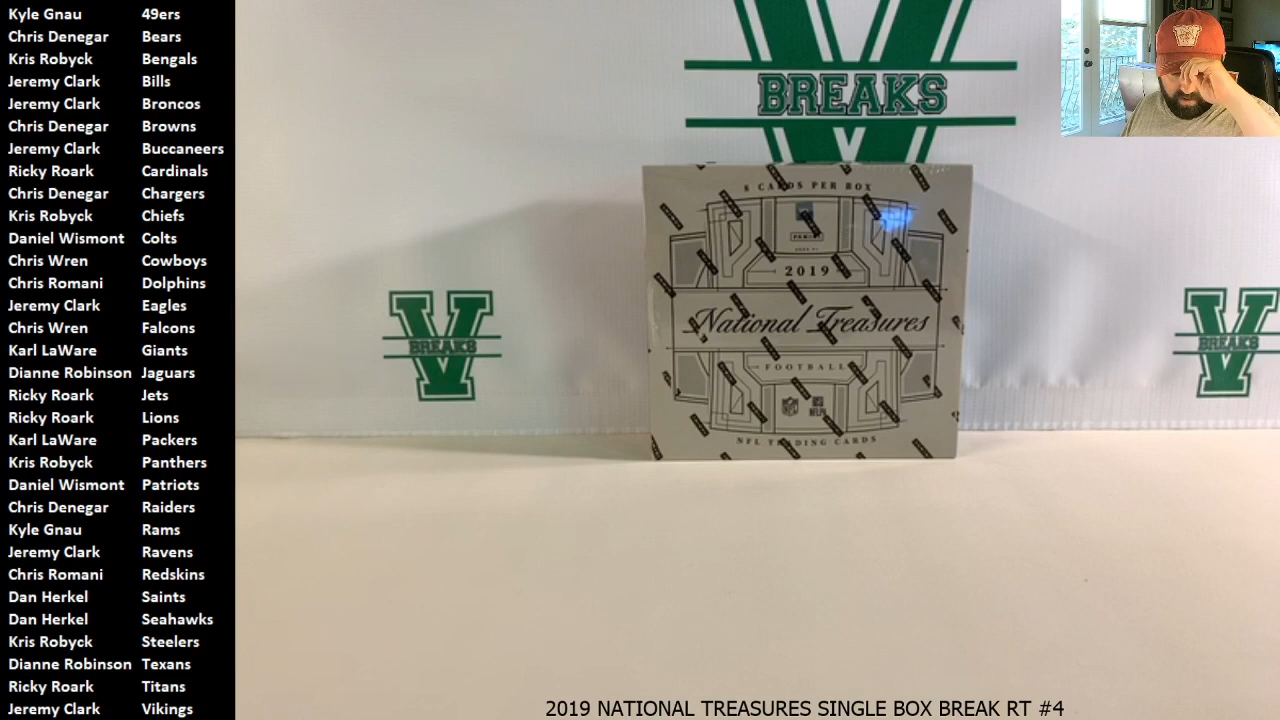 Kyle Gnau 49ers
Chris Denegar Bears
Kris Robyck Bengals
Jeremy Clark Bills
Jeremy Clark Broncos
Chris Denegar Browns
Jeremy Clark Buccaneers
Ricky Roark Cardinals
Chris Denegar Chargers
Kris Robyck Chiefs
Daniel Wismont Colts
Chris Wren Cowboys
Chris Romani Dolphins
Jeremy Clark Eagles
Chris Wren Falcons
Karl LaWare Giants
Dianne Robinson Jaguars
Ricky Roark Jets
Ricky Roark Lions
Karl LaWare Packers
Kris Robyck Panthers
Daniel Wismont Patriots
Chris Denegar Raiders
Kyle Gnau Rams
Jeremy Clark Ravens
Chris Romani Redskins
Dan Herkel Saints
Dan Herkel Seahawks
Kris Robyck Steelers
Dianne Robinson Texans
Ricky Roark Titans
Jeremy Clark Vikings
V BREAKS
8 CARDS PER BOX
PANINI
2019
National Treasures
FOOTBALL
NFL NFLPA
NFL TRADING CARDS
V BREAKS
V BREAKS
2019 NATIONAL TREASURES SINGLE BOX BREAK RT #4